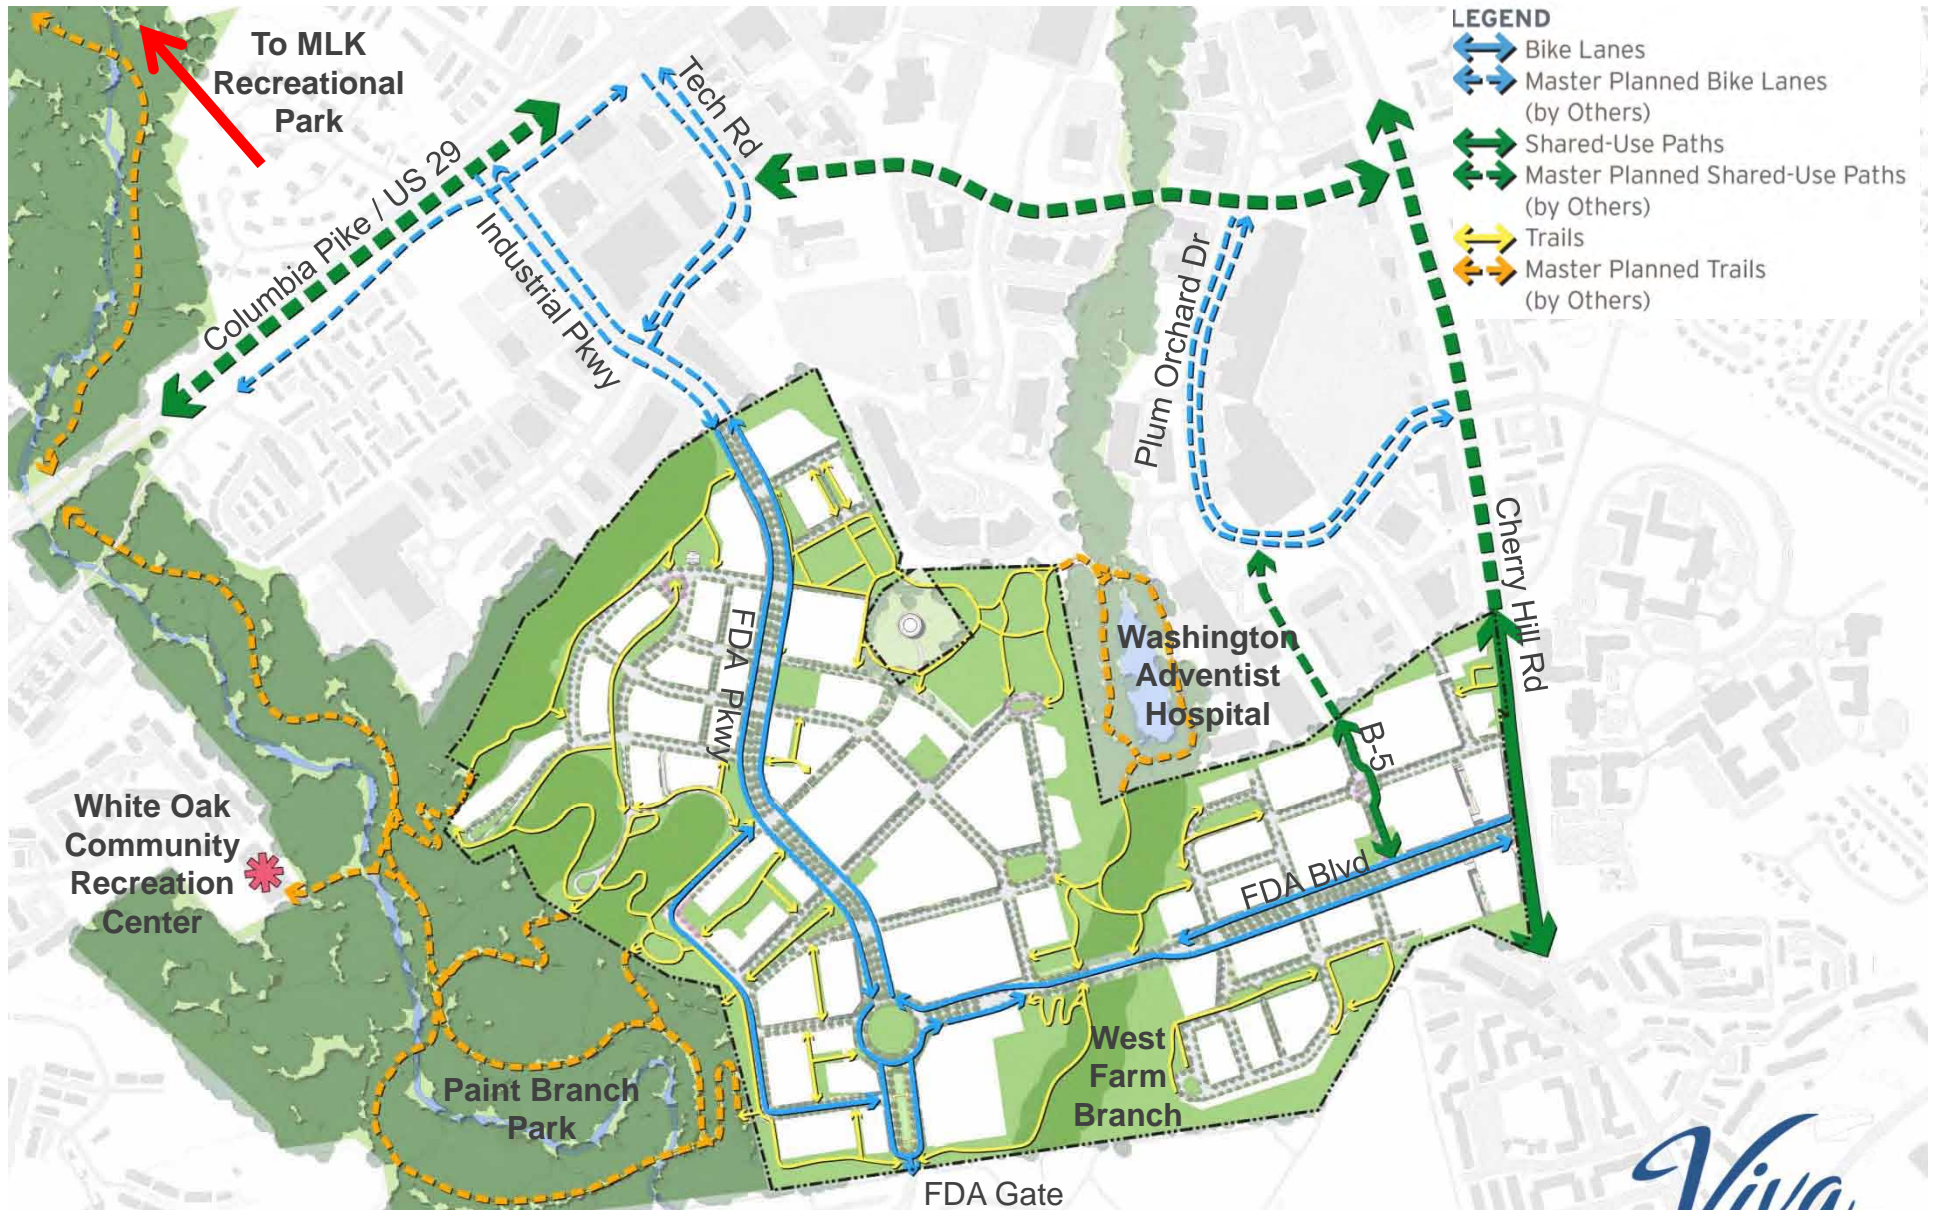 To MLK
Recreational
Park
Columbia Pike / US 29
Tech Rd
Industrial Pkwy
Plum Orchard Dr
LEGEND
Bike Lanes
Master Planned Bike Lanes
(by Others)
Shared-Use Paths
Master Planned Shared-Use Paths
(by Others)
Trails
Master Planned Trails
(by Others)
Cherry Hill Rd
FDA Pkwy
Washington
Adventist
Hospital
B-5
White Oak
Community
Recreation
Center
FDA Blvd
West
Farm
Branch
Paint Branch
Park
FDA Gate
Viva